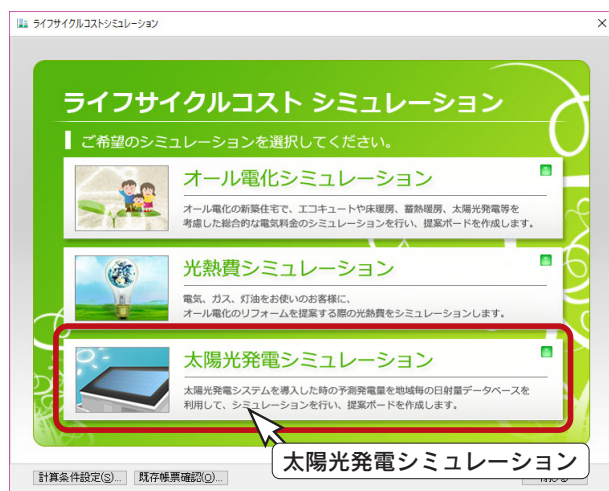 ライフサイクルコストシミュレーション
ライフサイクルコスト シミュレーション
ご希望のシミュレーションを選択してください。
オール電化シミュレーション
オール電化の新築住宅で、エコキュートや床暖房、蓄熱暖房、太陽光発電等を
考慮した総合的な電気料金のシミュレーションを行い、提案ボードを作成します。
光熱費シミュレーション
電気、ガス、灯油をお使いのお客様に、
オール電化のリフォームを提案する際の光熱費をシミュレーションします。
太陽光発電シミュレーション
太陽光発電システムを導入した時の予測発電量を地域毎の日射量データベースを
利用して、シミュレーションを行い、提案ボードを作成します。
太陽光発電シミュレーション
計算条件設定(S)... 既存帳票確認(O)...